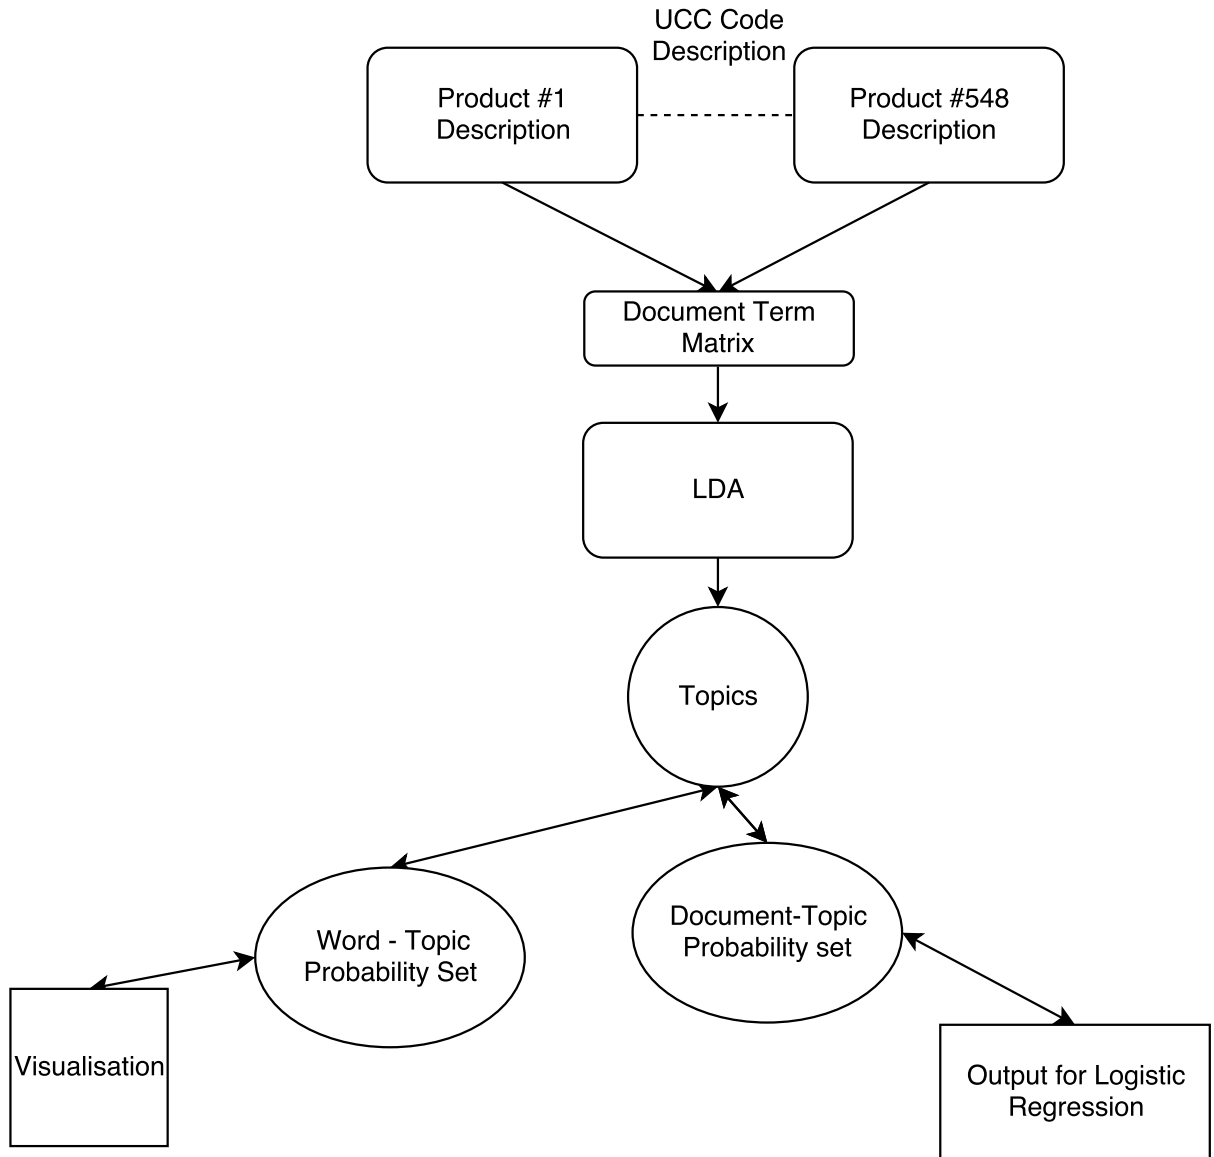 UCC Code
Description
Product #1
Description
Product #548
Description
Document Term
Matrix
LDA
Topics
Word - Topic
Probability Set
Document-Topic
Probability set
Visualisation
Output for Logistic
Regression